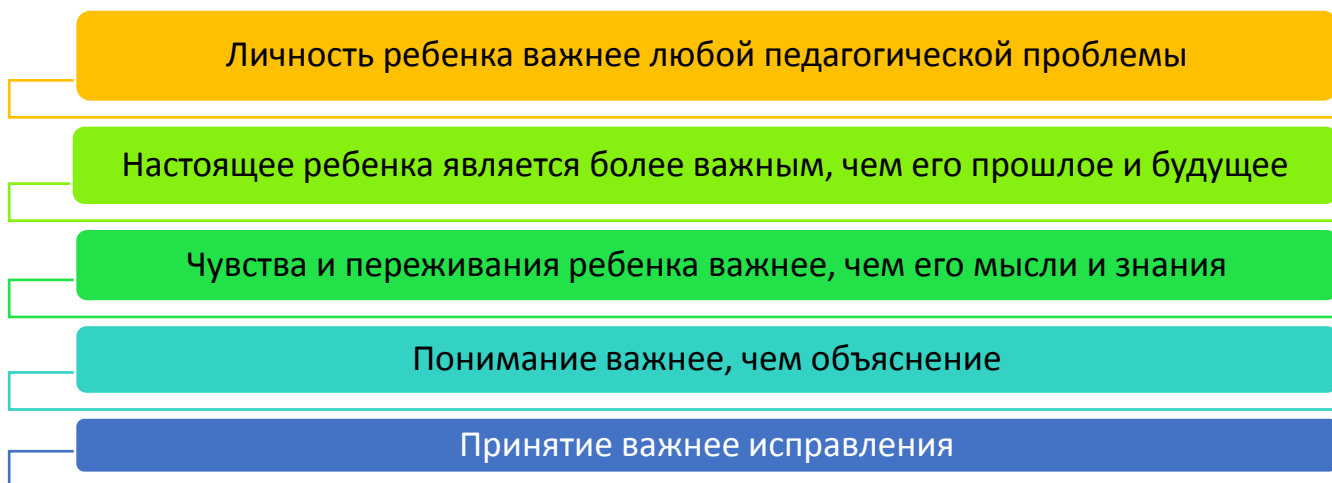 Личность ребенка важнее любой педагогической проблемы
Настоящее ребенка является более важным, чем его прошлое и будущее
Чувства и переживания ребенка важнее, чем его мысли и знания
Понимание важнее, чем объяснение
Принятие важнее исправления